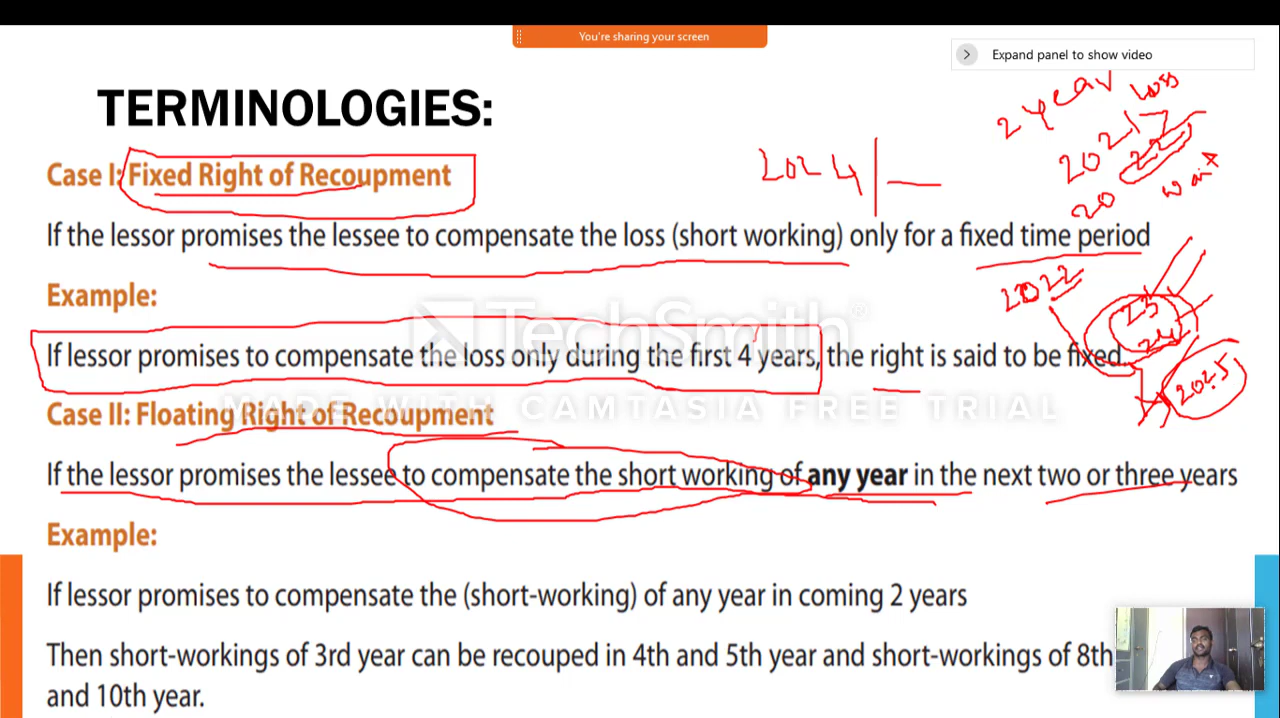 You're sharing your screen
Expand panel to show video
TERMINOLOGIES:
2 year loss
2021
2024
20 22 wait
Case I: Fixed Right of Recoupment
If the lessor promises the lessee to compensate the loss (short working) only for a fixed time period
2022
Example:
23
24
TechSmith®
If lessor promises to compensate the loss only during the first 4 years, the right is said to be fixed.
2025
MADE WITH CAMTASIA FREE TRIAL
Case II: Floating Right of Recoupment
If the lessor promises the lessee to compensate the short working of any year in the next two or three years
Example:
If lessor promises to compensate the (short-working) of any year in coming 2 years
Then short-workings of 3rd year can be recouped in 4th and 5th year and short-workings of 8th
and 10th year.